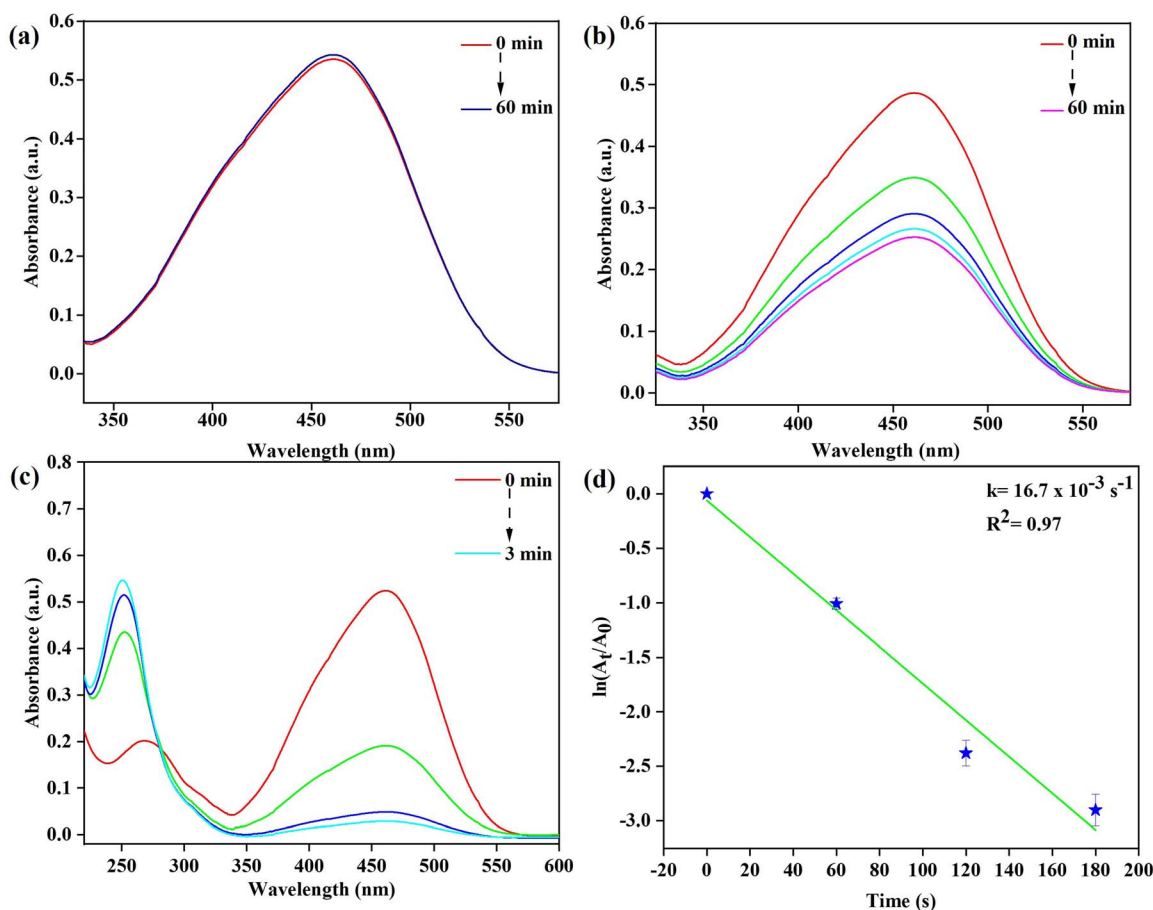 (a)
0.6
0.5
0.4
0.3
0.2
0.1
0.0
Absorbance (a.u.)
0 min
60 min
350 400 450 500 550
Wavelength (nm)
(b)
0.6
0.5
0.4
0.3
0.2
0.1
0.0
Absorbance (a.u.)
0 min
60 min
350 400 450 500 550
Wavelength (nm)
(c)
0.8
0.7
0.6
0.5
0.4
0.3
0.2
0.1
0.0
Absorbance (a.u.)
0 min
3 min
250 300 350 400 450 500 550 600
Wavelength (nm)
(d)
k= 16.7 x 10⁻³ s⁻¹
R²= 0.97
0.0
-0.5
-1.0
-1.5
-2.0
-2.5
-3.0
ln(Aₜ/A₀)
-20 0 20 40 60 80 100 120 140 160 180 200
Time (s)